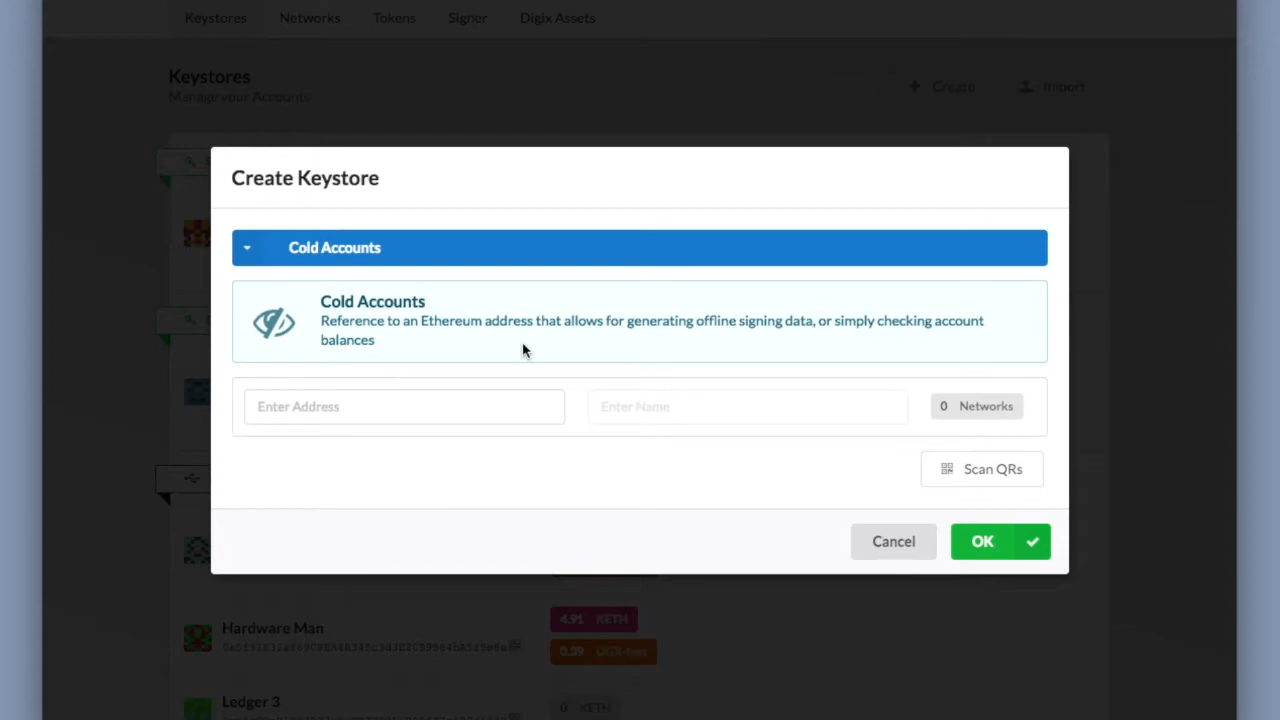 Keystores Networks Tokens Signer Digix Assets
Keystores
Manage your Accounts
Create Import
Create Keystore
Cold Accounts
Cold Accounts
Reference to an Ethereum address that allows for generating offline signing data, or simply checking account
balances
Enter Address Enter Name 0 Networks
Scan QRs
Cancel OK
Hardware Man
4.91 KETH
0.39
Ledger 3
0 KETH